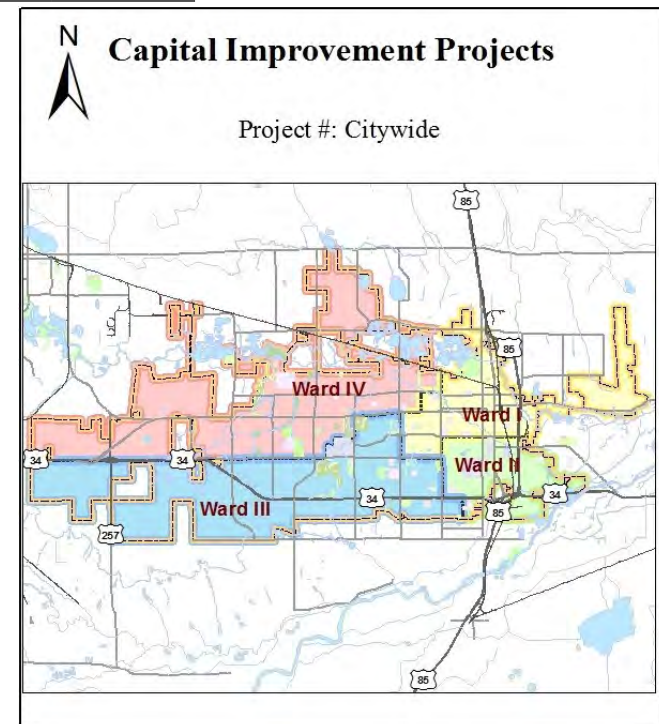 N
Capital Improvement Projects
Project #: Citywide
85
85
Ward IV
Ward I
34
34
Ward II
34
34
Ward III
85
257
85